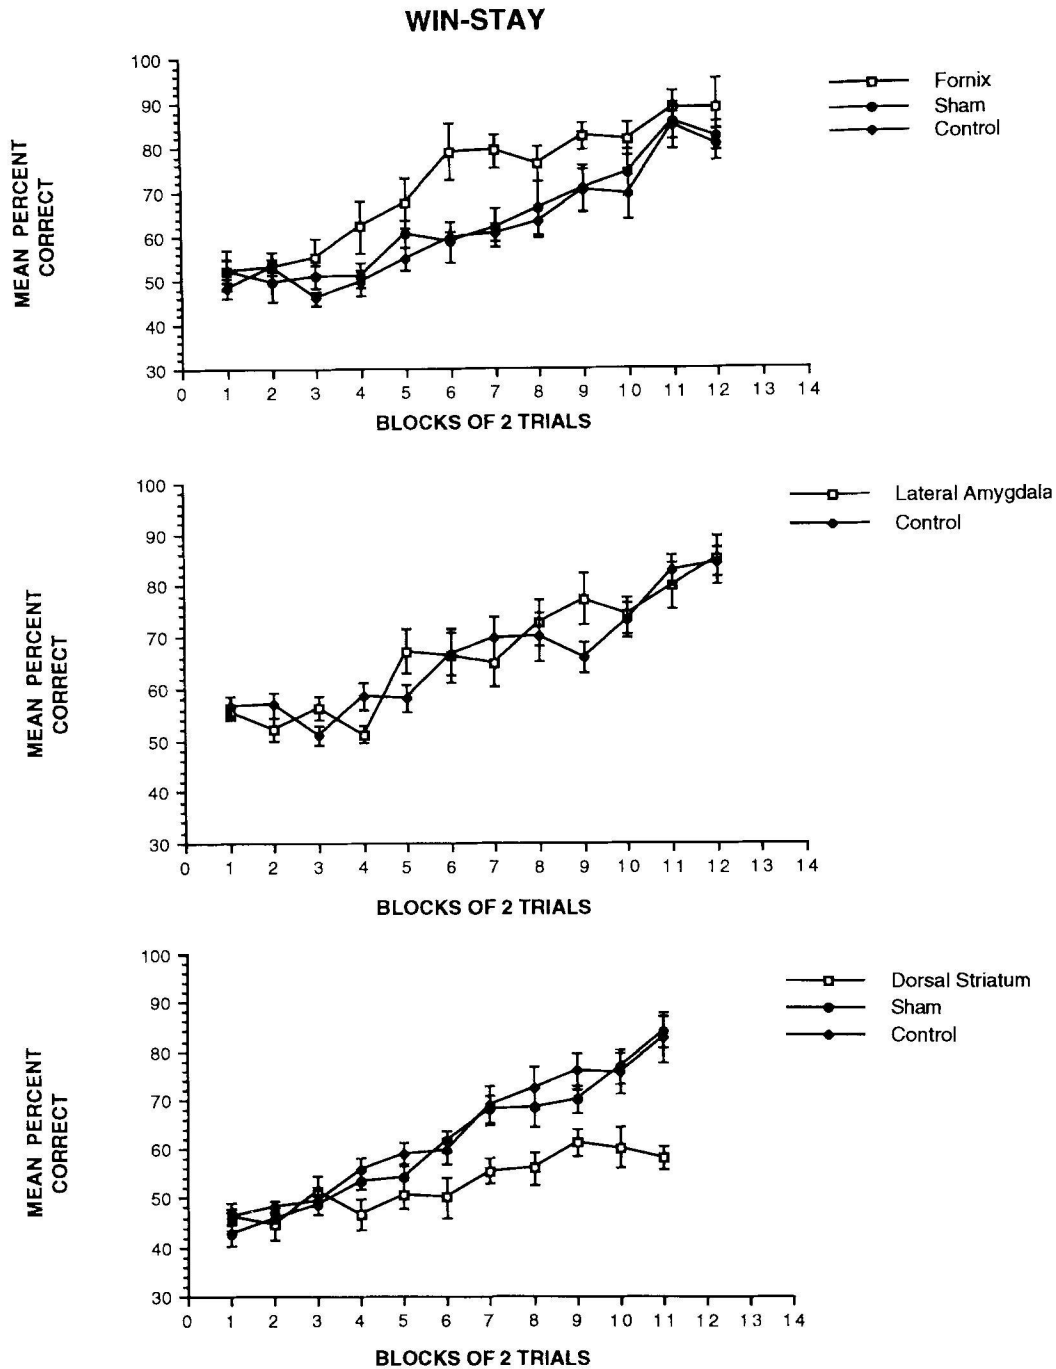 WIN-STAY
100
90
80
70
60
50
40
30
MEAN PERCENT
CORRECT
0 1 2 3 4 5 6 7 8 9 10 11 12 13 14
BLOCKS OF 2 TRIALS
Fornix
Sham
Control
100
90
80
70
60
50
40
30
MEAN PERCENT
CORRECT
0 1 2 3 4 5 6 7 8 9 10 11 12 13 14
BLOCKS OF 2 TRIALS
Lateral Amygdala
Control
100
90
80
70
60
50
40
30
MEAN PERCENT
CORRECT
0 1 2 3 4 5 6 7 8 9 10 11 12 13 14
BLOCKS OF 2 TRIALS
Dorsal Striatum
Sham
Control